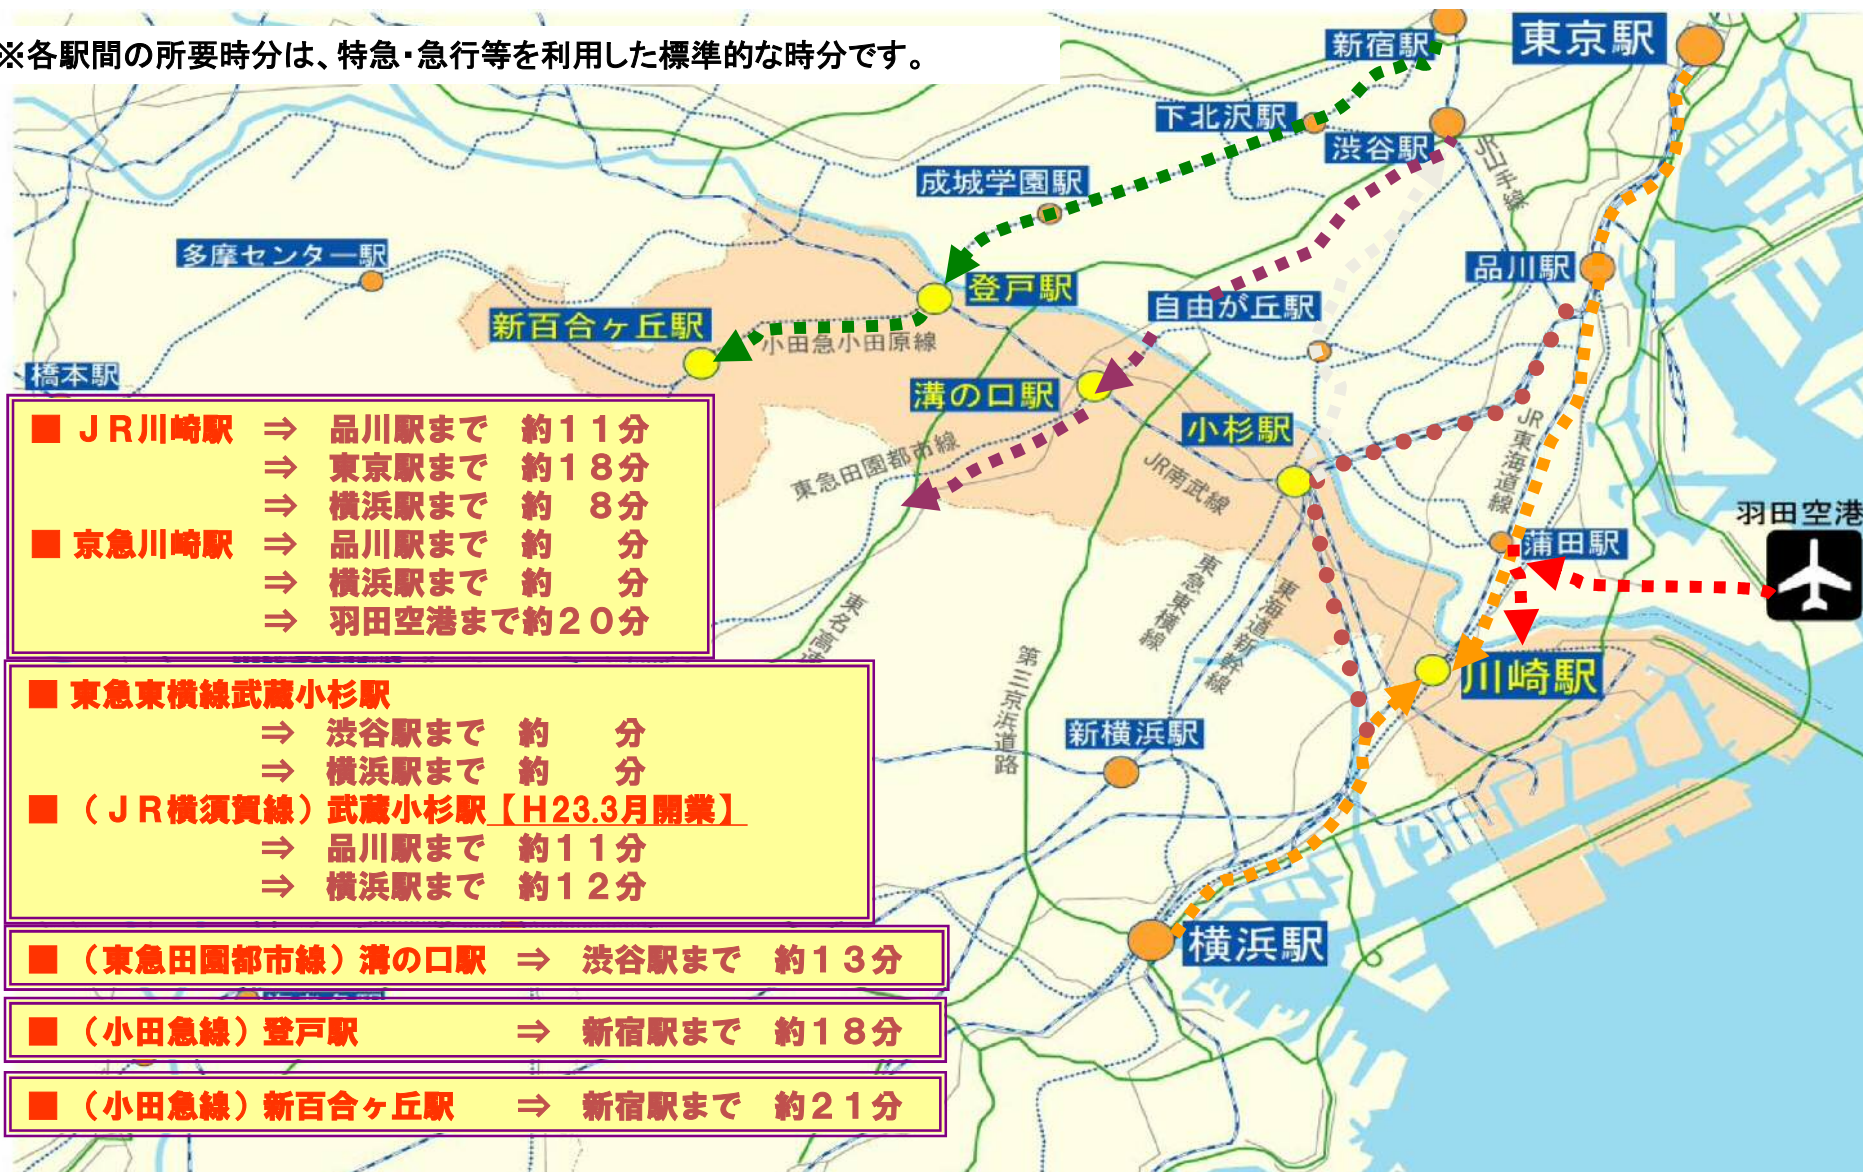 ※各駅間の所要時分は、特急・急行等を利用した標準的な時分です。
新宿駅
東京駅
下北沢駅
渋谷駅
JR山手線
成城学園駅
多摩センター駅
品川駅
登戸駅
自由が丘駅
新百合ヶ丘駅
小田急小田原線
橋本駅
溝の口駅
小杉駅
JR東海道線
東急田園都市線
JR南武線
羽田空港
蒲田駅
東急東横線
東海道新幹線
東名高速
第三京浜道路
川崎駅
新横浜駅
横浜駅
■ JR川崎駅 ⇒ 品川駅まで 約11分
⇒ 東京駅まで 約18分
⇒ 横浜駅まで 約 8分
■ 京急川崎駅 ⇒ 品川駅まで 約 分
⇒ 横浜駅まで 約 分
⇒ 羽田空港まで約20分
■ 東急東横線武蔵小杉駅
⇒ 渋谷駅まで 約 分
⇒ 横浜駅まで 約 分
■ （JR横須賀線）武蔵小杉駅【H23.3月開業】
⇒ 品川駅まで 約11分
⇒ 横浜駅まで 約12分
■ （東急田園都市線）溝の口駅 ⇒ 渋谷駅まで 約13分
■ （小田急線）登戸駅 ⇒ 新宿駅まで 約18分
■ （小田急線）新百合ヶ丘駅 ⇒ 新宿駅まで 約21分